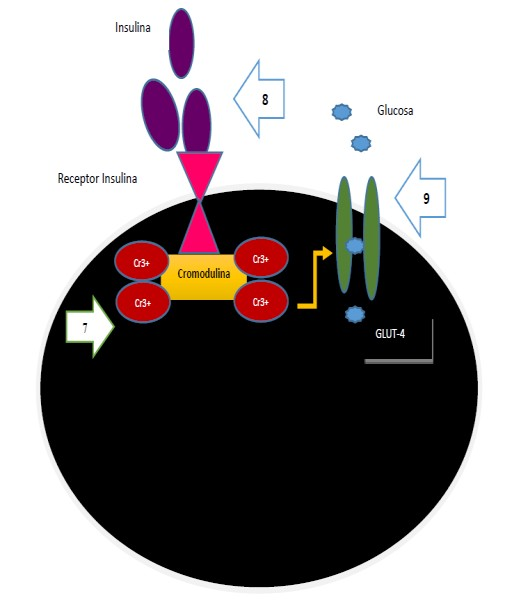 Insulina
8
Glucosa
Receptor Insulina
9
Cr3+
Cromodulina
Cr3+
Cr3+
Cr3+
7
GLUT-4